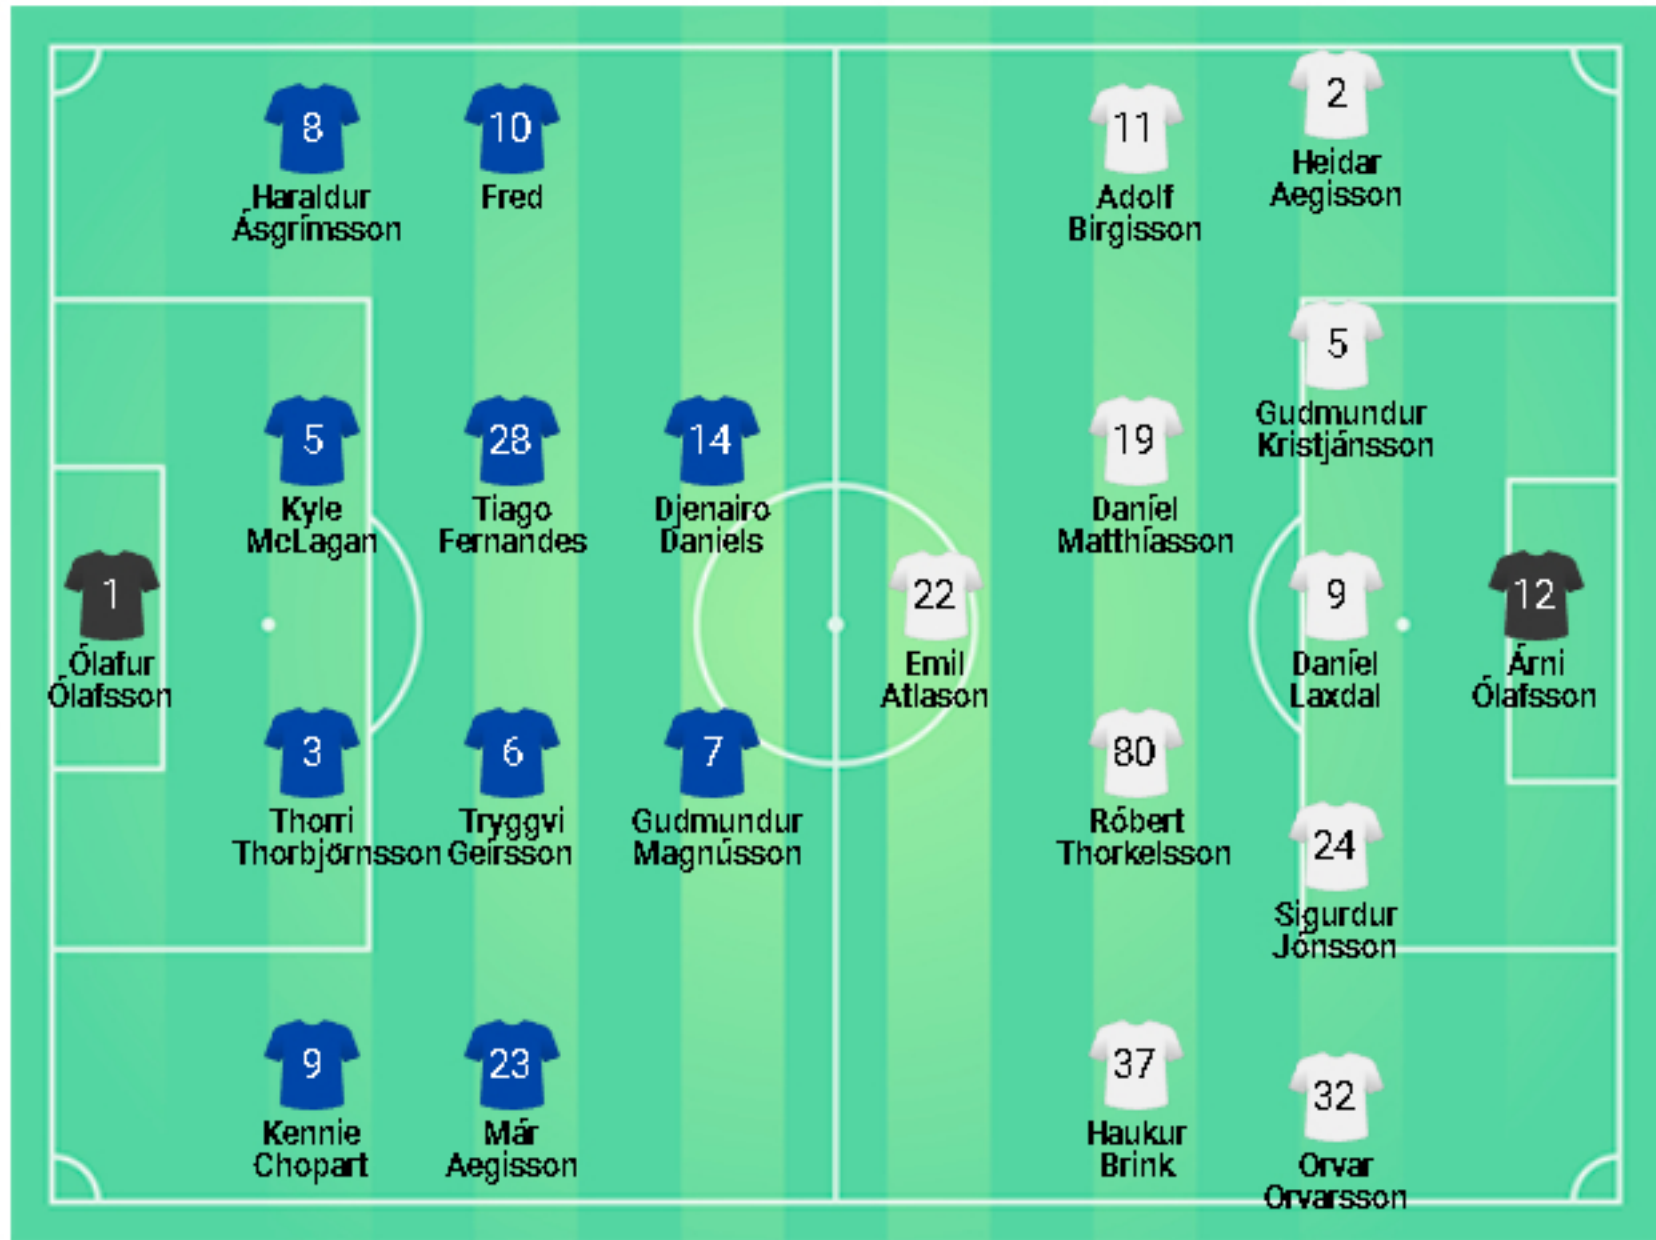 8
Haraldur
Ásgrímsson
10
Fred
11
Adolf
Birgisson
2
Heidar
Aegisson
5
Gudmundur
Kristjánsson
5
Kyle
McLagan
28
Tiago
Fernandes
14
Djenairo
Daniels
19
Daníel
Matthíasson
1
Ólafur
Ólafsson
22
Emil
Atlason
9
Daníel
Laxdal
12
Árni
Ólafsson
3
Thorri
Thorbjörnsson
6
Tryggvi
Geirsson
7
Gudmundur
Magnússon
80
Róbert
Thorkelsson
24
Sigurdur
Jónsson
9
Kennie
Chopart
23
Már
Aegisson
37
Haukur
Brink
32
Orvar
Orvarsson